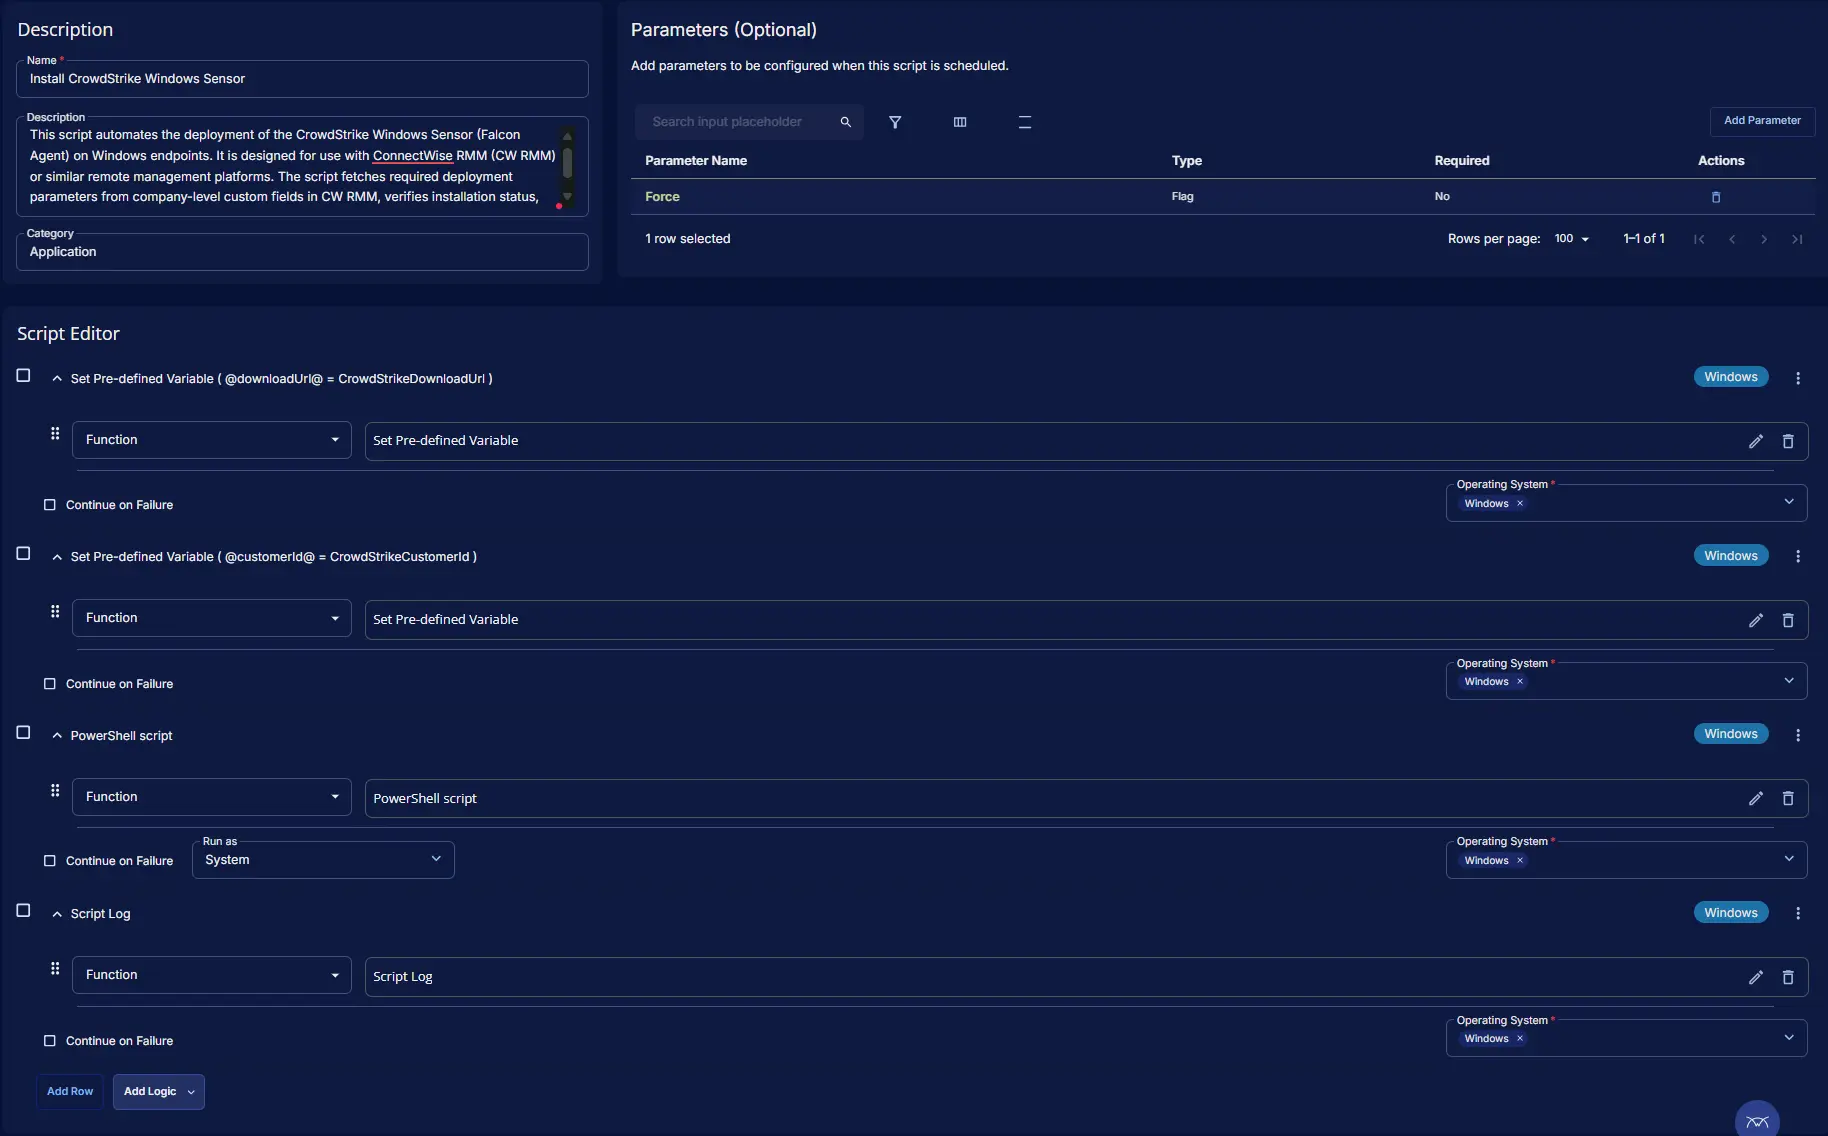 Description
Name *
Install CrowdStrike Windows Sensor
Description
This script automates the deployment of the CrowdStrike Windows Sensor (Falcon
Agent) on Windows endpoints. It is designed for use with ConnectWise RMM (CW RMM)
or similar remote management platforms. The script fetches required deployment
parameters from company-level custom fields in CW RMM, verifies installation status,
Category
Application
Parameters (Optional)
Add parameters to be configured when this script is scheduled.
Search input placeholder
Add Parameter
Parameter Name Type Required Actions
Force Flag No
1 row selected
Rows per page: 100 1–1 of 1
Script Editor
Set Pre-defined Variable ( @downloadUrl@ = CrowdStrikeDownloadUrl )
Windows
Function
Set Pre-defined Variable
Continue on Failure
Operating System *
Windows ×
Set Pre-defined Variable ( @customerId@ = CrowdStrikeCustomerId )
Windows
Function
Set Pre-defined Variable
Continue on Failure
Operating System *
Windows ×
PowerShell script
Windows
Function
PowerShell script
Continue on Failure
Run as
System
Operating System *
Windows ×
Script Log
Windows
Function
Script Log
Continue on Failure
Operating System *
Windows ×
Add Row
Add Logic